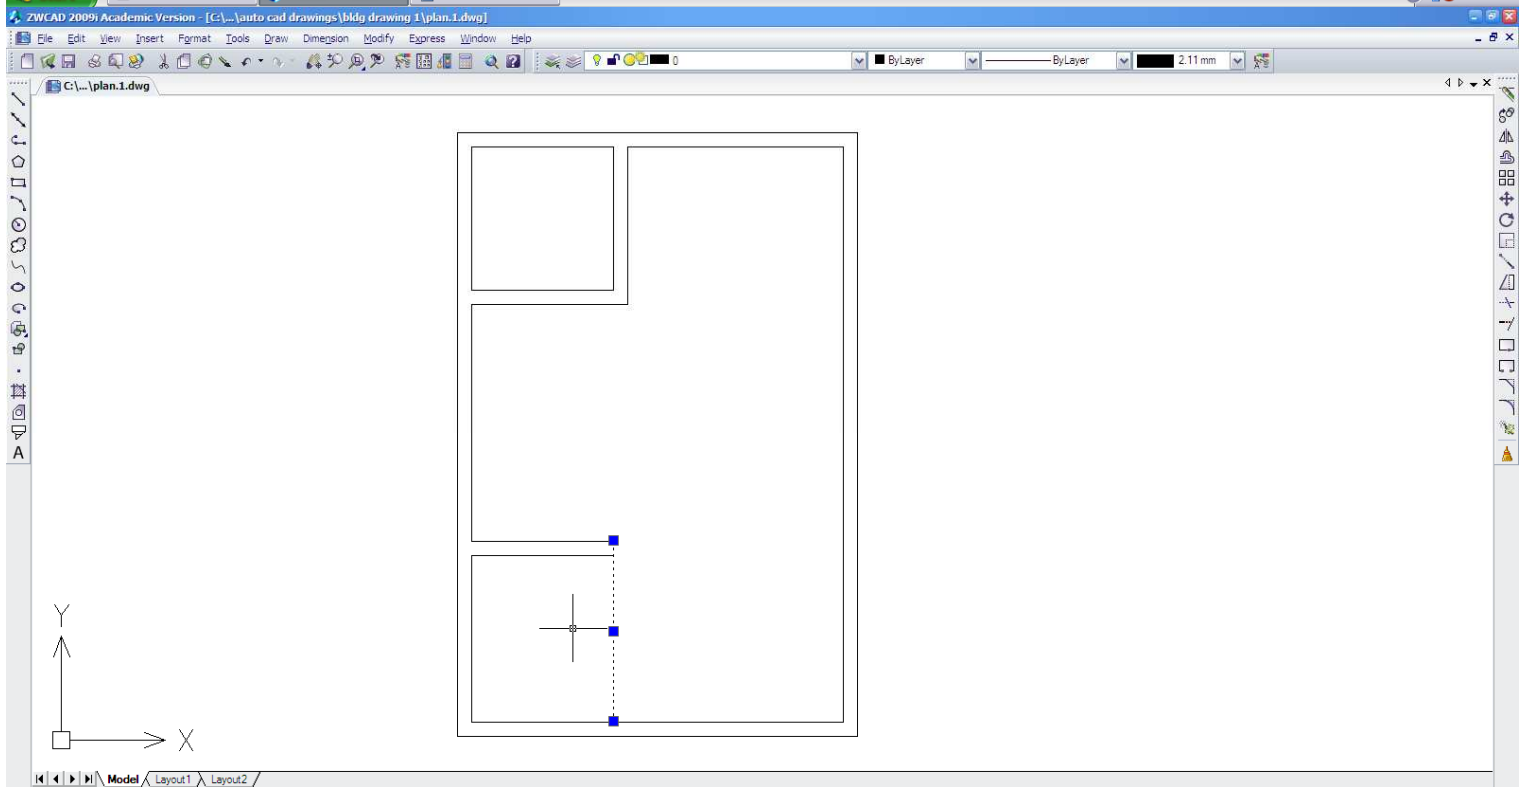 ZWCAD 2009i Academic Version - [C:\...\auto cad drawings\bldg drawing 1\plan.1.dwg]
File Edit View Insert Format Tools Draw Dimension Modify Express Window Help
0 ByLayer ByLayer 2.11 mm
C:\...\plan.1.dwg
A
Y
X
Model Layout1 Layout2